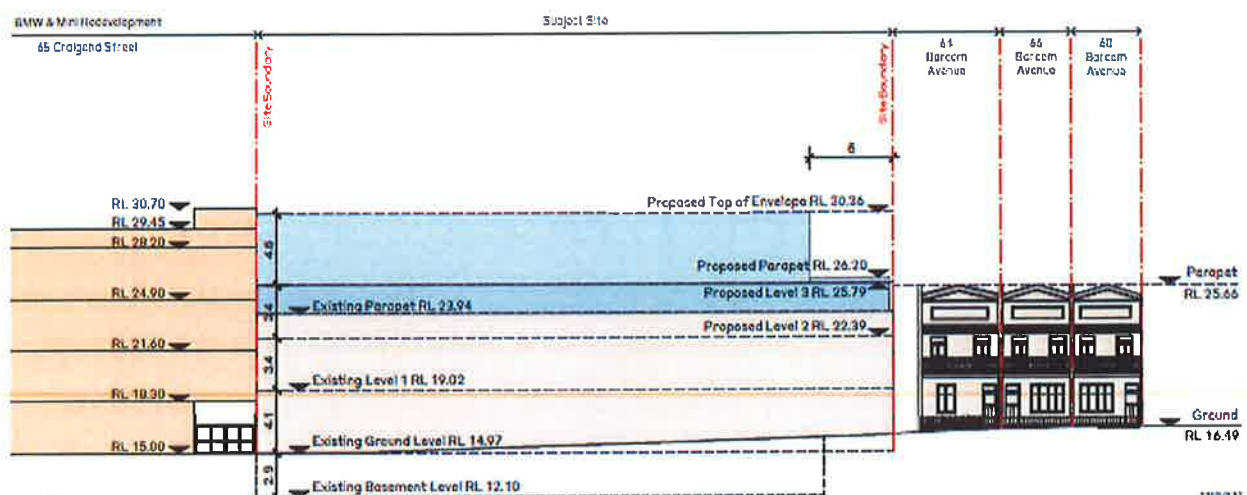 BMW & Mini Redevelopment
Subject Site
65 Craigend Street
64
Barcom
Avenue
66
Barcom
Avenue
Barcom
Avenue
Site Boundary
Site Boundary
6
RL 30.70
RL 29.45
RL 28.20
RL 24.90
RL 21.60
RL 18.30
RL 15.00
4.6
3.4
3.4
4.1
2.9
Proposed Top of Envelope RL 30.36
Proposed Parapet RL 26.20
Proposed Level 3 RL 25.79
Existing Parapet RL 23.94
Proposed Level 2 RL 22.39
Existing Level 1 RL 19.02
Existing Ground Level RL 14.97
Existing Basement Level RL 12.10
Parapet
RL 25.66
Ground
RL 16.49